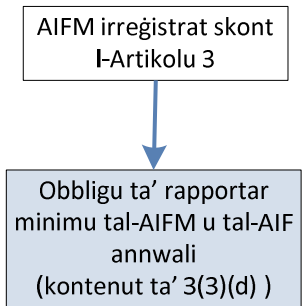 AIFM irreġistrat skont
l-Artikolu 3
Obbligu ta’ rapportar
minimu tal-AIFM u tal-AIF
annwali
(kontenut ta’ 3(3)(d) )